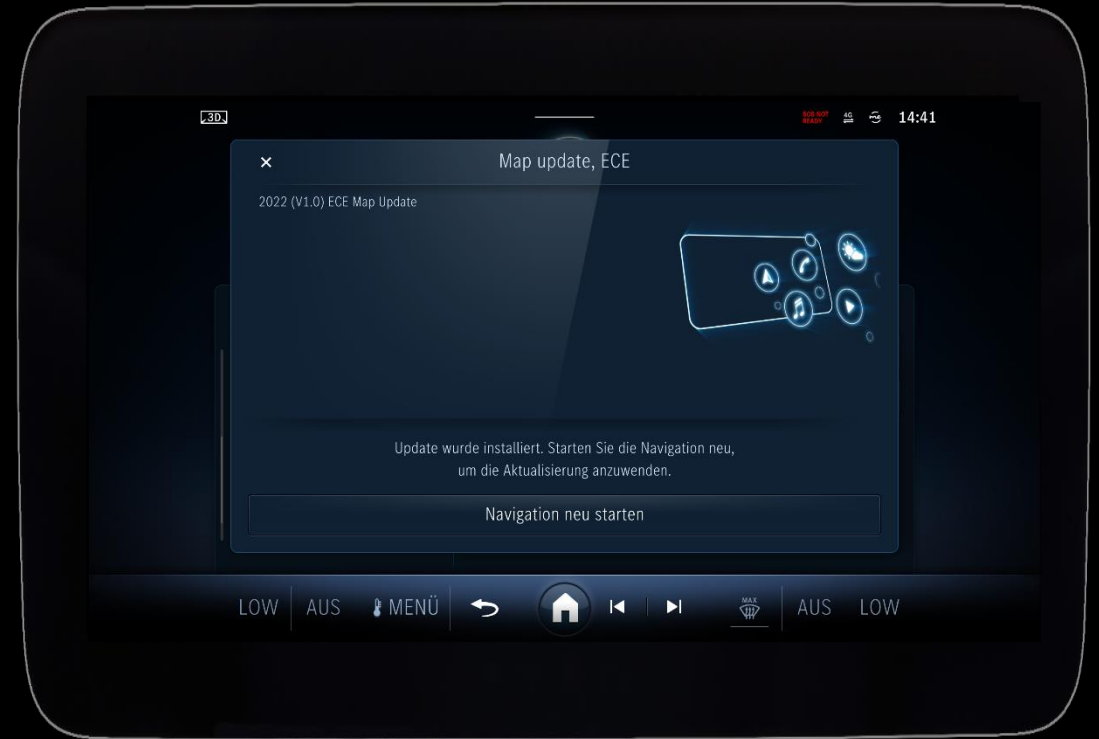 3D
SOS NOT
READY
4G
14:41
Map update, ECE
2022 (V1.0) ECE Map Update
Update wurde installiert. Starten Sie die Navigation neu,
um die Aktualisierung anzuwenden.
Navigation neu starten
LOW AUS MENÜ MAX AUS LOW